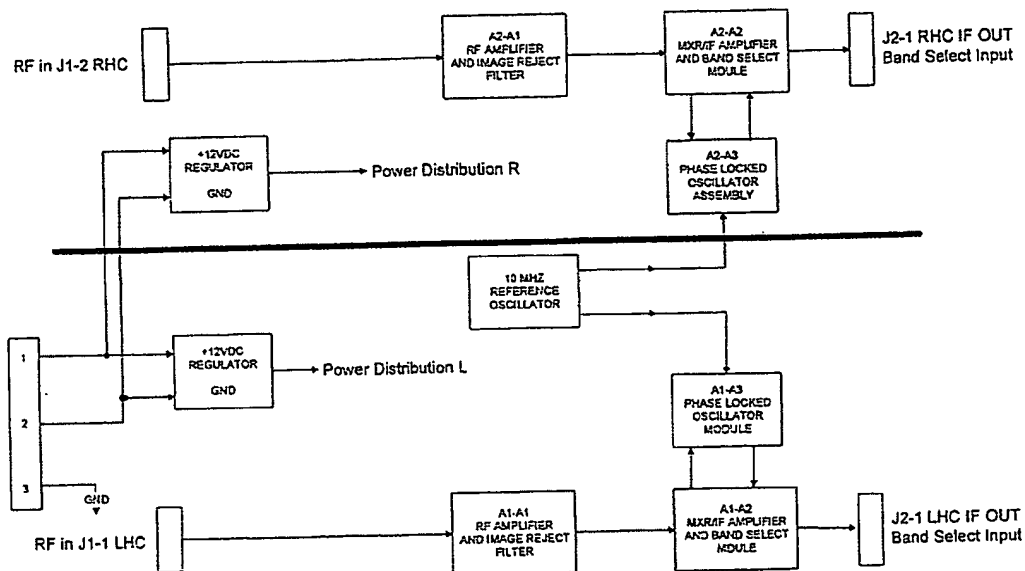 RF in J1-2 RHC
A2-A1
RF AMPLIFIER
AND IMAGE REJECT
FILTER
A2-A2
MXR/IF AMPLIFIER
AND BAND SELECT
MOULE
J2-1 RHC IF OUT
Band Select Input
+12VDC
REGULATOR
GND
Power Distribution R
A2-A3
PHASE LOCKED
OSCILLATOR
ASSEMBLY
10 MHZ
REFERENCE
OSCILLATOR
1
2
3
GND
+12VDC
REGULATOR
GND
Power Distribution L
A1-A3
PHASE LOCKED
OSCILLATOR
MODULE
RF in J1-1 LHC
A1-A1
RF AMPLIFIER
AND IMAGE REJECT
FILTER
A1-A2
MXR/IF AMPLIFIER
AND BAND SELECT
MOULE
J2-1 LHC IF OUT
Band Select Input